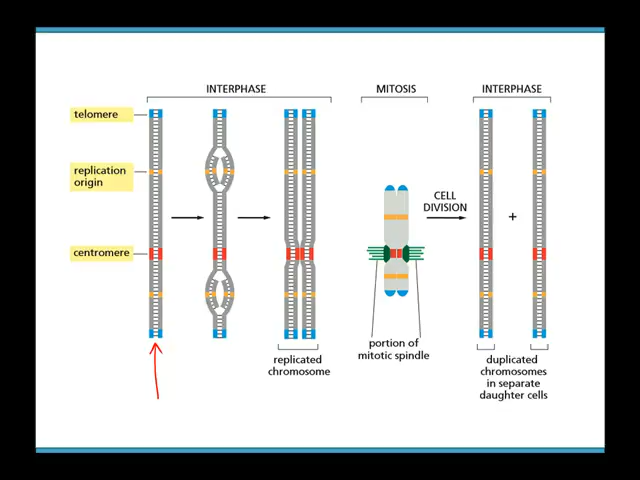 INTERPHASE
MITOSIS
INTERPHASE
telomere
replication
origin
CELL
DIVISION
+
centromere
replicated
chromosome
portion of
mitotic spindle
duplicated
chromosomes
in separate
daughter cells